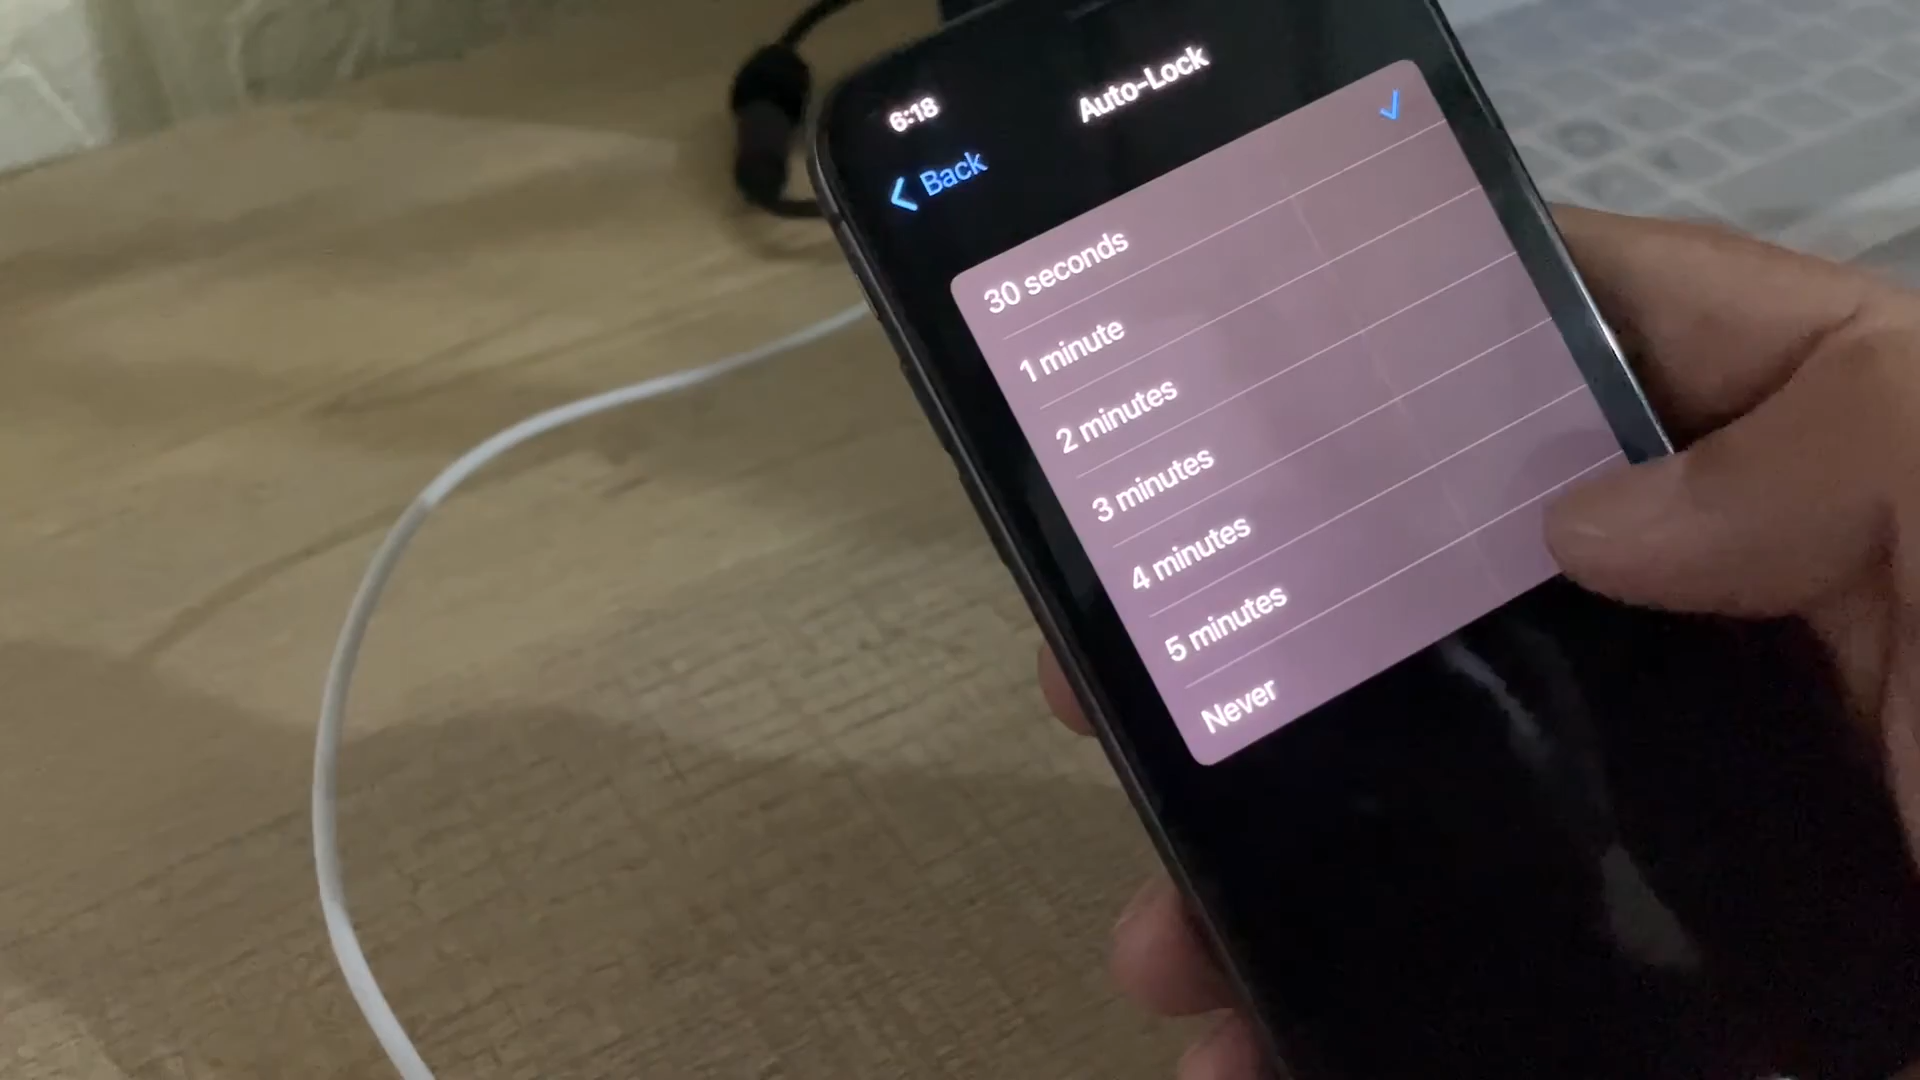 6:18
Auto-Lock
Back
30 seconds
1 minute
2 minutes
3 minutes
4 minutes
5 minutes
Never